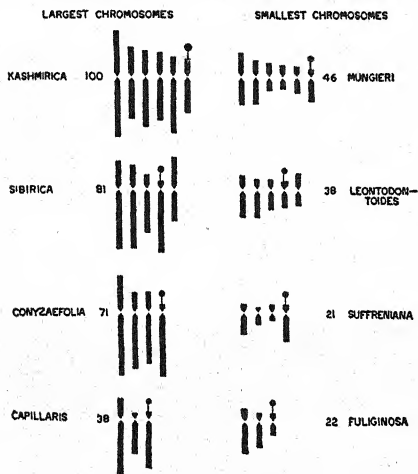 LARGEST CHROMOSOMES SMALLEST CHROMOSOMES
KASHMIRICA 100 46 MUNGIERI
SIBIRICA 81 38 LEONTODON-
TOIDES
CONYZAEFOLIA 71 21 SUFFRENIANA
CAPILLARIS 38 22 FULIGINOSA